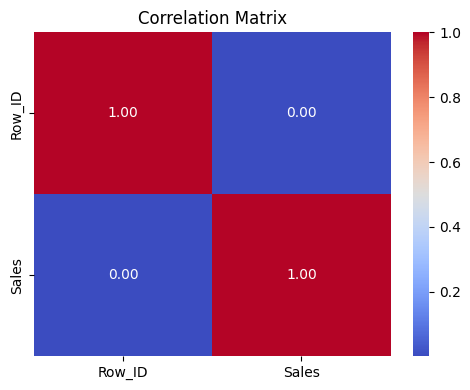 Correlation Matrix
Row_ID
1.00
0.00
Sales
0.00
1.00
Row_ID
Sales
1.0
0.8
0.6
0.4
0.2